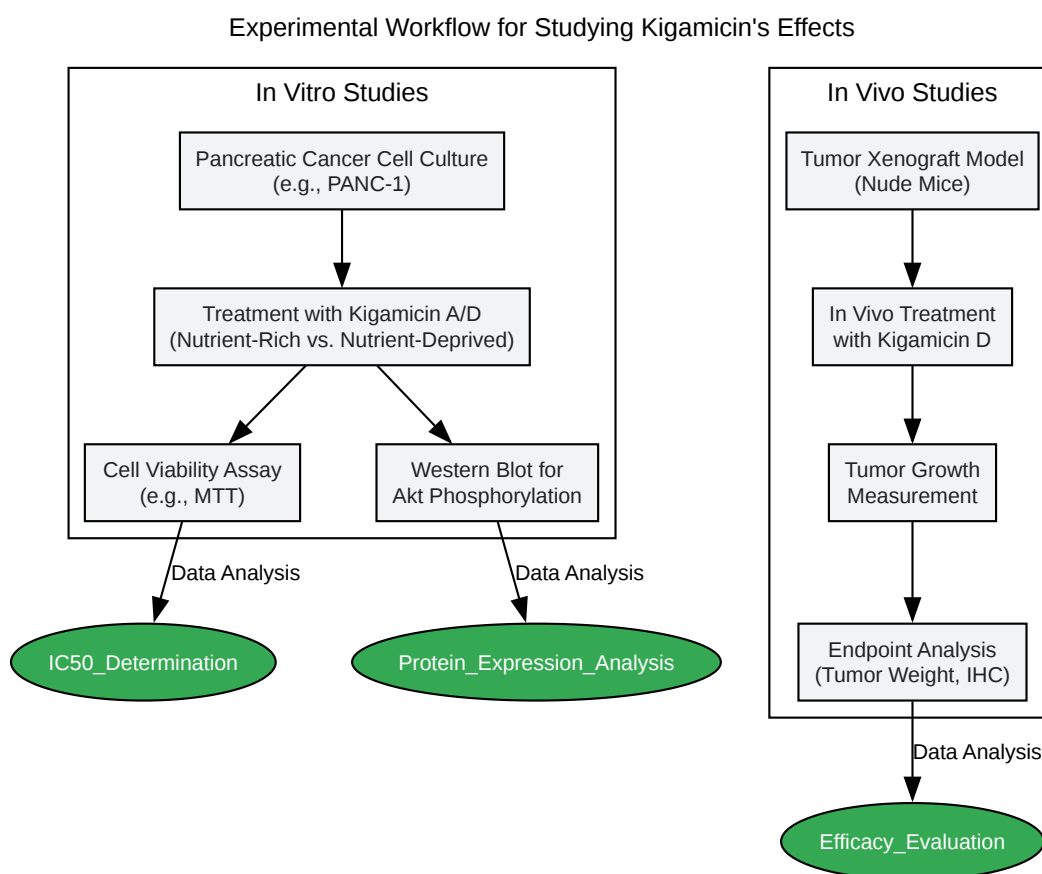 Experimental Workflow for Studying Kigamicin's Effects
In Vitro Studies
Pancreatic Cancer Cell Culture
(e.g., PANC-1)
Treatment with Kigamicin A/D
(Nutrient-Rich vs. Nutrient-Deprived)
Cell Viability Assay
(e.g., MTT)
Western Blot for
Akt Phosphorylation
Data Analysis
Data Analysis
IC50_Determination
Protein_Expression_Analysis
In Vivo Studies
Tumor Xenograft Model
(Nude Mice)
In Vivo Treatment
with Kigamicin D
Tumor Growth
Measurement
Endpoint Analysis
(Tumor Weight, IHC)
Data Analysis
Efficacy_Evaluation